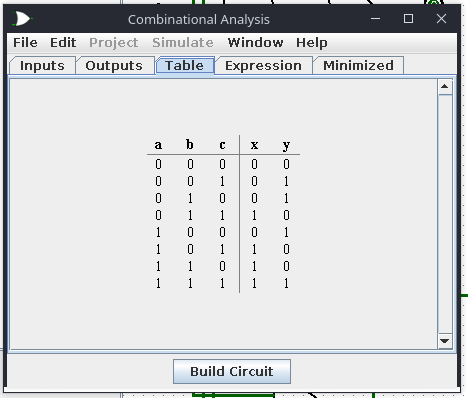 Combinational Analysis
File Edit Project Simulate Window Help
Inputs Outputs Table Expression Minimized
a b c x y
0 0 0 0 0
0 0 1 0 1
0 1 0 0 1
0 1 1 1 0
1 0 0 0 1
1 0 1 1 0
1 1 0 1 0
1 1 1 1 1
Build Circuit